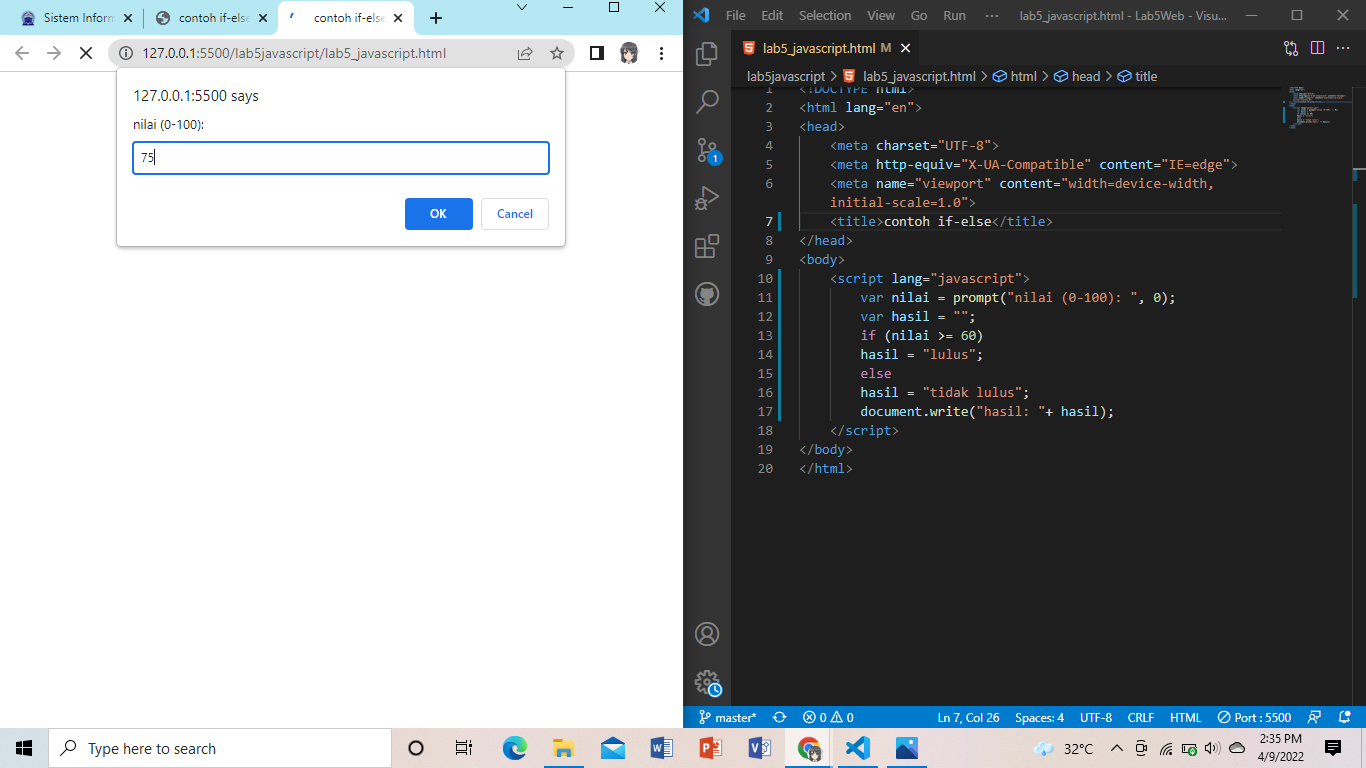 Sistem Inform
contoh if-else
contoh if-else
127.0.0.1:5500/lab5javascript/lab5_javascript.html
127.0.0.1:5500 says
nilai (0-100):
75
OK
Cancel
File Edit Selection View Go Run ··· lab5_javascript.html - Lab5Web - Visu...
lab5_javascript.html M
lab5javascript > lab5_javascript.html > html > head > title
1 <!DOCTYPE html>
2 <html lang="en">
3 <head>
4 <meta charset="UTF-8">
5 <meta http-equiv="X-UA-Compatible" content="IE=edge">
6 <meta name="viewport" content="width=device-width,
initial-scale=1.0">
7 <title>contoh if-else</title>
8 </head>
9 <body>
10 <script lang="javascript">
11 var nilai = prompt("nilai (0-100): ", 0);
12 var hasil = "";
13 if (nilai >= 60)
14 hasil = "lulus";
15 else
16 hasil = "tidak lulus";
17 document.write("hasil: "+ hasil);
18 </script>
19 </body>
20 </html>
1
master* 0 0 Ln 7, Col 26 Spaces: 4 UTF-8 CRLF HTML Port : 5500
Type here to search
32°C
2:35 PM
4/9/2022